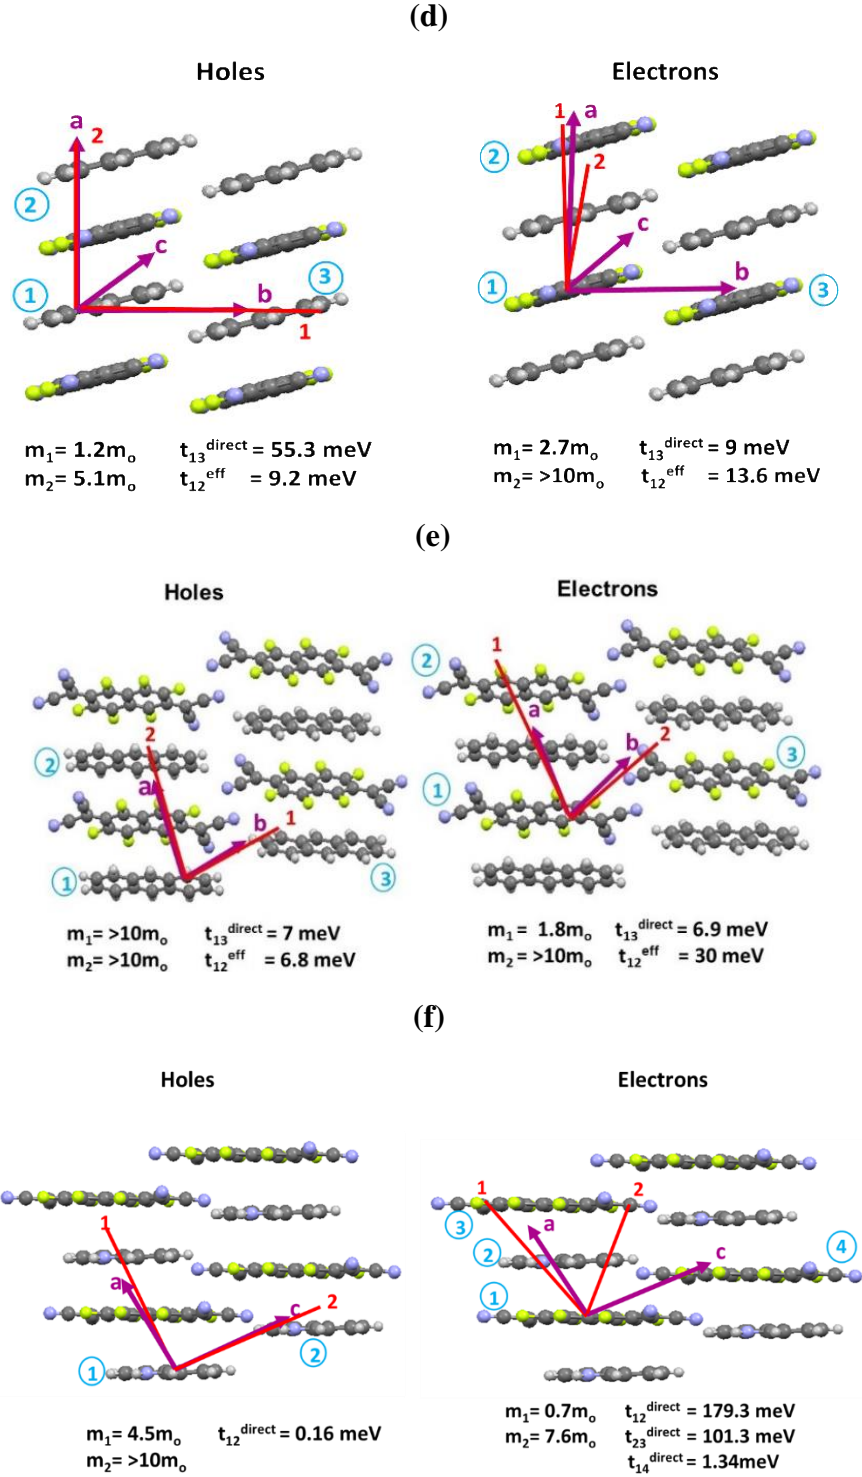 (d)
Holes
Electrons
a
2
2
c
1
3
b
1
m₁= 1.2mₒ t₁₃ᵈⁱʳᵉᶜᵗ = 55.3 meV
m₂= 5.1mₒ t₁₂ᵉᶠᶠ = 9.2 meV
1
a
2
2
c
1
b
3
m₁= 2.7mₒ t₁₃ᵈⁱʳᵉᶜᵗ = 9 meV
m₂= >10mₒ t₁₂ᵉᶠᶠ = 13.6 meV
(e)
Holes
Electrons
2
2
a
b
1
1
3
m₁= >10mₒ t₁₃ᵈⁱʳᵉᶜᵗ = 7 meV
m₂= >10mₒ t₁₂ᵉᶠᶠ = 6.8 meV
1
2
a
b
2
3
1
m₁ = 1.8mₒ t₁₃ᵈⁱʳᵉᶜᵗ = 6.9 meV
m₂ = >10mₒ t₁₂ᵉᶠᶠ = 30 meV
(f)
Holes
Electrons
1
a
c
2
2
1
m₁= 4.5mₒ t₁₂ᵈⁱʳᵉᶜᵗ = 0.16 meV
m₂= >10mₒ
1
2
3
a
2
c
4
1
m₁= 0.7mₒ t₁₂ᵈⁱʳᵉᶜᵗ = 179.3 meV
m₂= 7.6mₒ t₂₃ᵈⁱʳᵉᶜᵗ = 101.3 meV
t₁₄ᵈⁱʳᵉᶜᵗ = 1.34meV